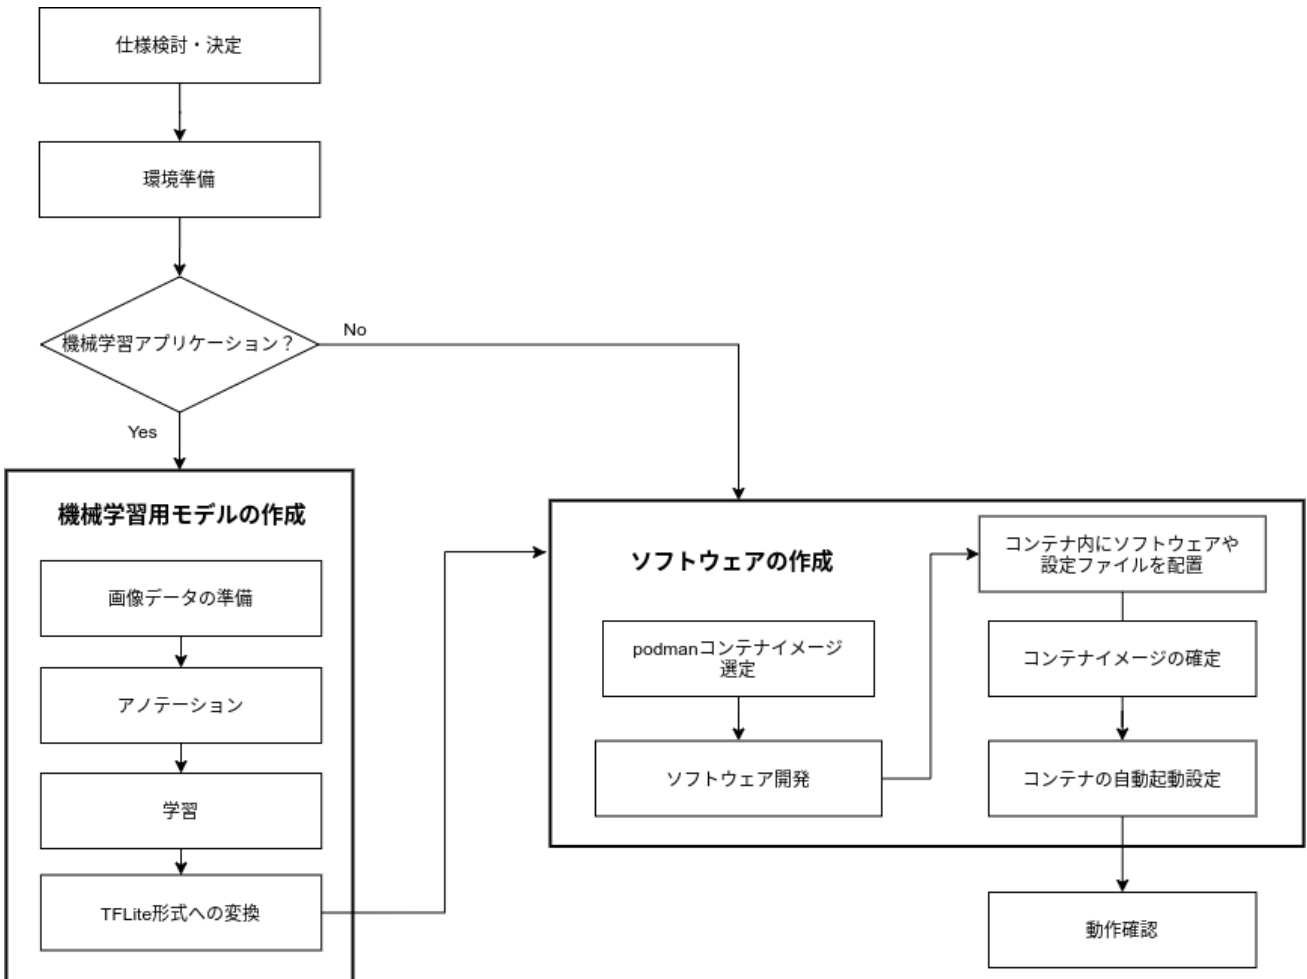 仕様検討・決定
環境準備
機械学習アプリケーション？
No
Yes
機械学習用モデルの作成
画像データの準備
アノテーション
学習
TFLite形式への変換
ソフトウェアの作成
podmanコンテナイメージ
選定
ソフトウェア開発
コンテナ内にソフトウェアや
設定ファイルを配置
コンテナイメージの確定
コンテナの自動起動設定
動作確認